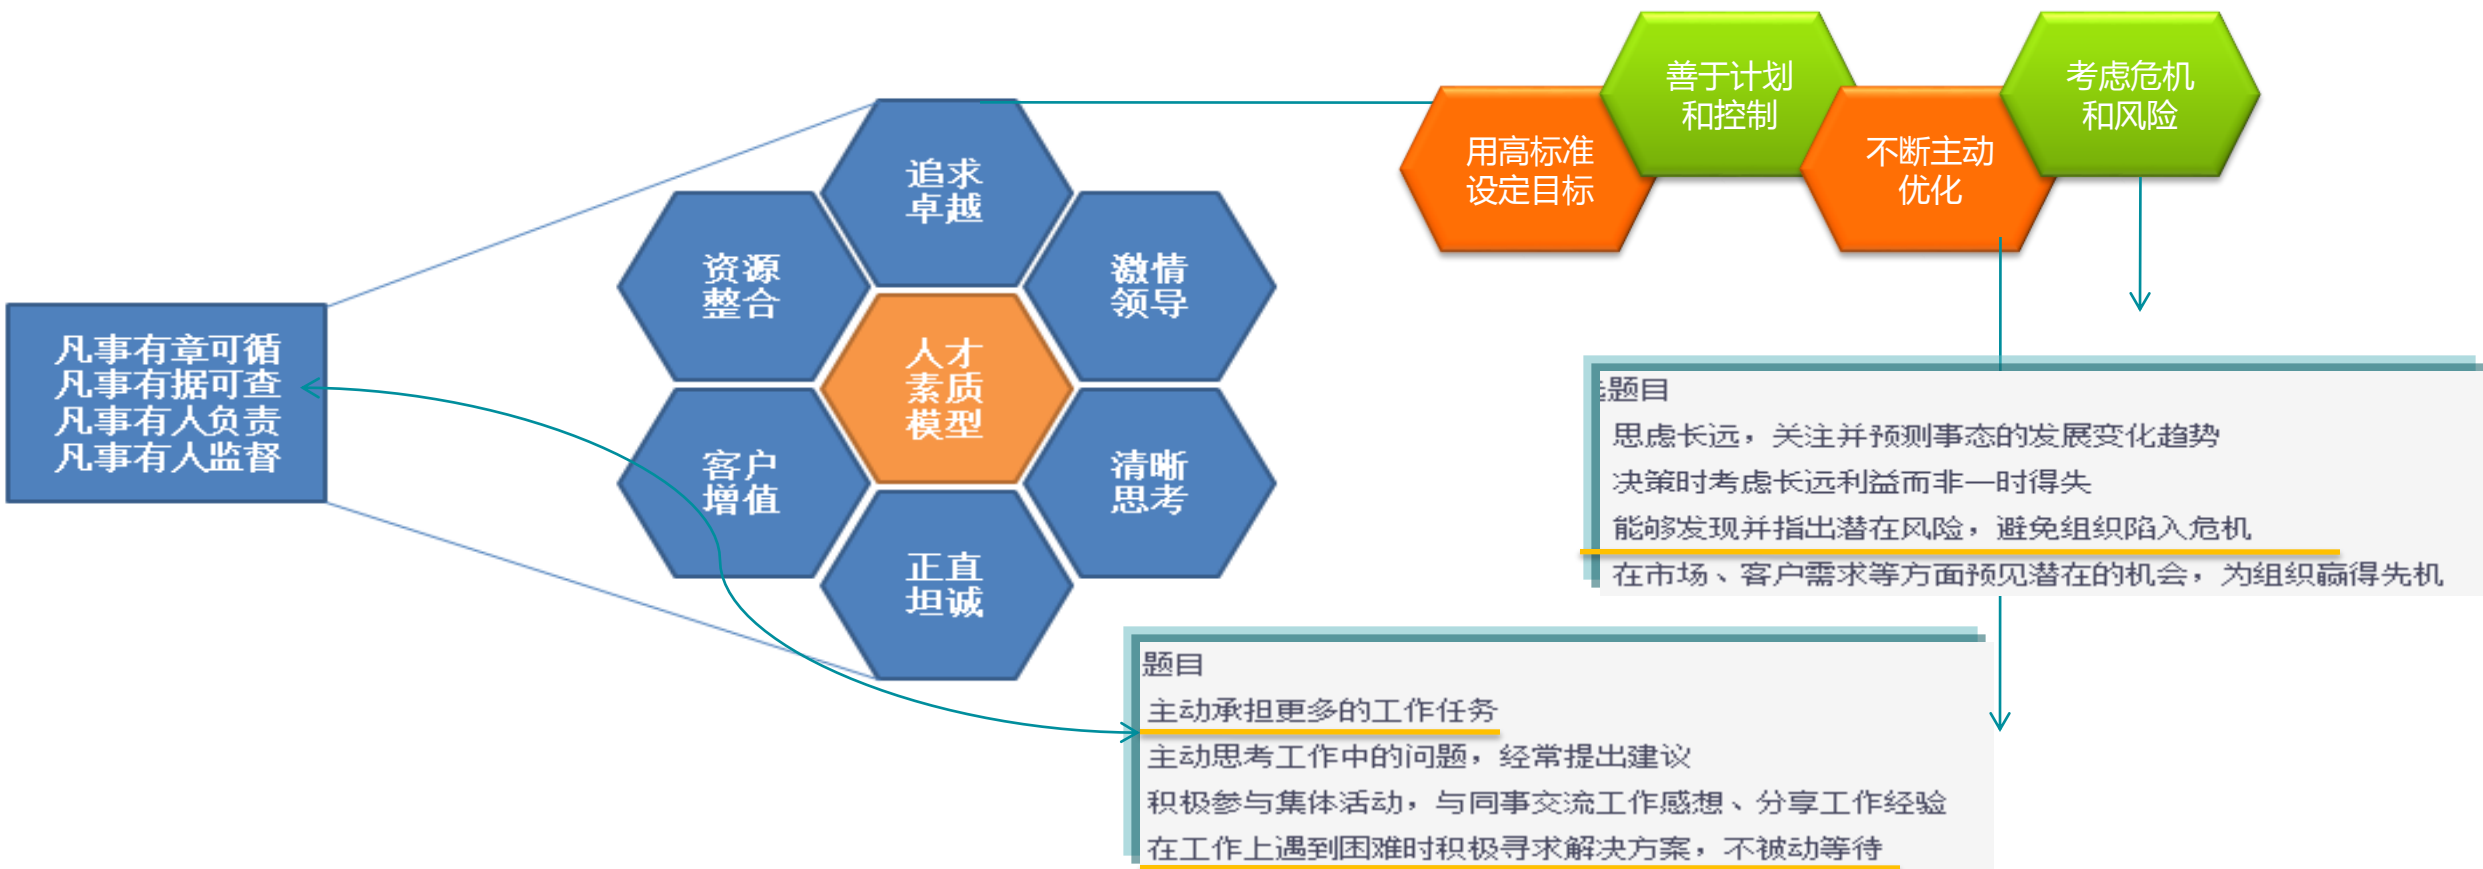 凡事有章可循
凡事有据可查
凡事有人负责
凡事有人监督
追求
卓越
资源
整合
激情
领导
人才
素质
模型
客户
增值
清晰
思考
正直
坦诚
用高标准
设定目标
善于计划
和控制
不断主动
优化
考虑危机
和风险
题目
思虑长远，关注并预测事态的发展变化趋势
决策时考虑长远利益而非一时得失
能够发现并指出潜在风险，避免组织陷入危机
在市场、客户需求等方面预见潜在的机会，为组织赢得先机
题目
主动承担更多的工作任务
主动思考工作中的问题，经常提出建议
积极参与集体活动，与同事交流工作感想、分享工作经验
在工作上遇到困难时积极寻求解决方案，不被动等待